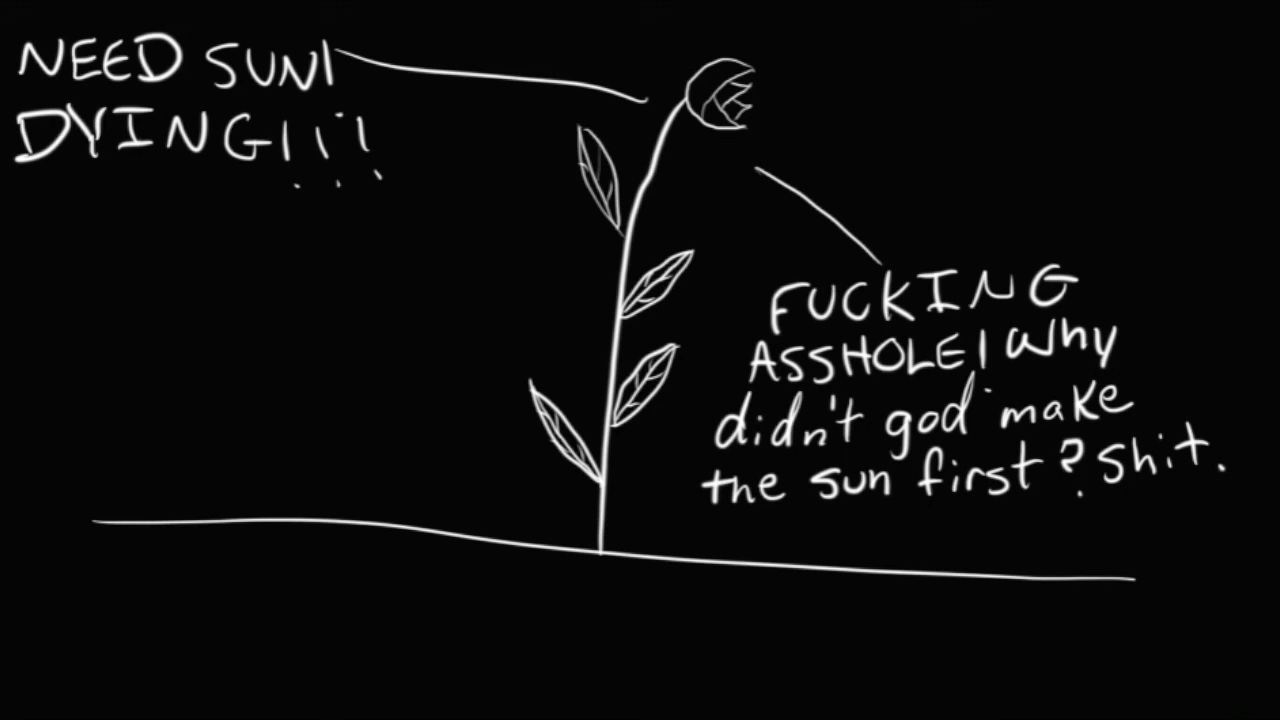 NEED SUN!
DYING!!!
FUCKING
ASSHOLE! Why
didn't god make
the sun first? Shit.